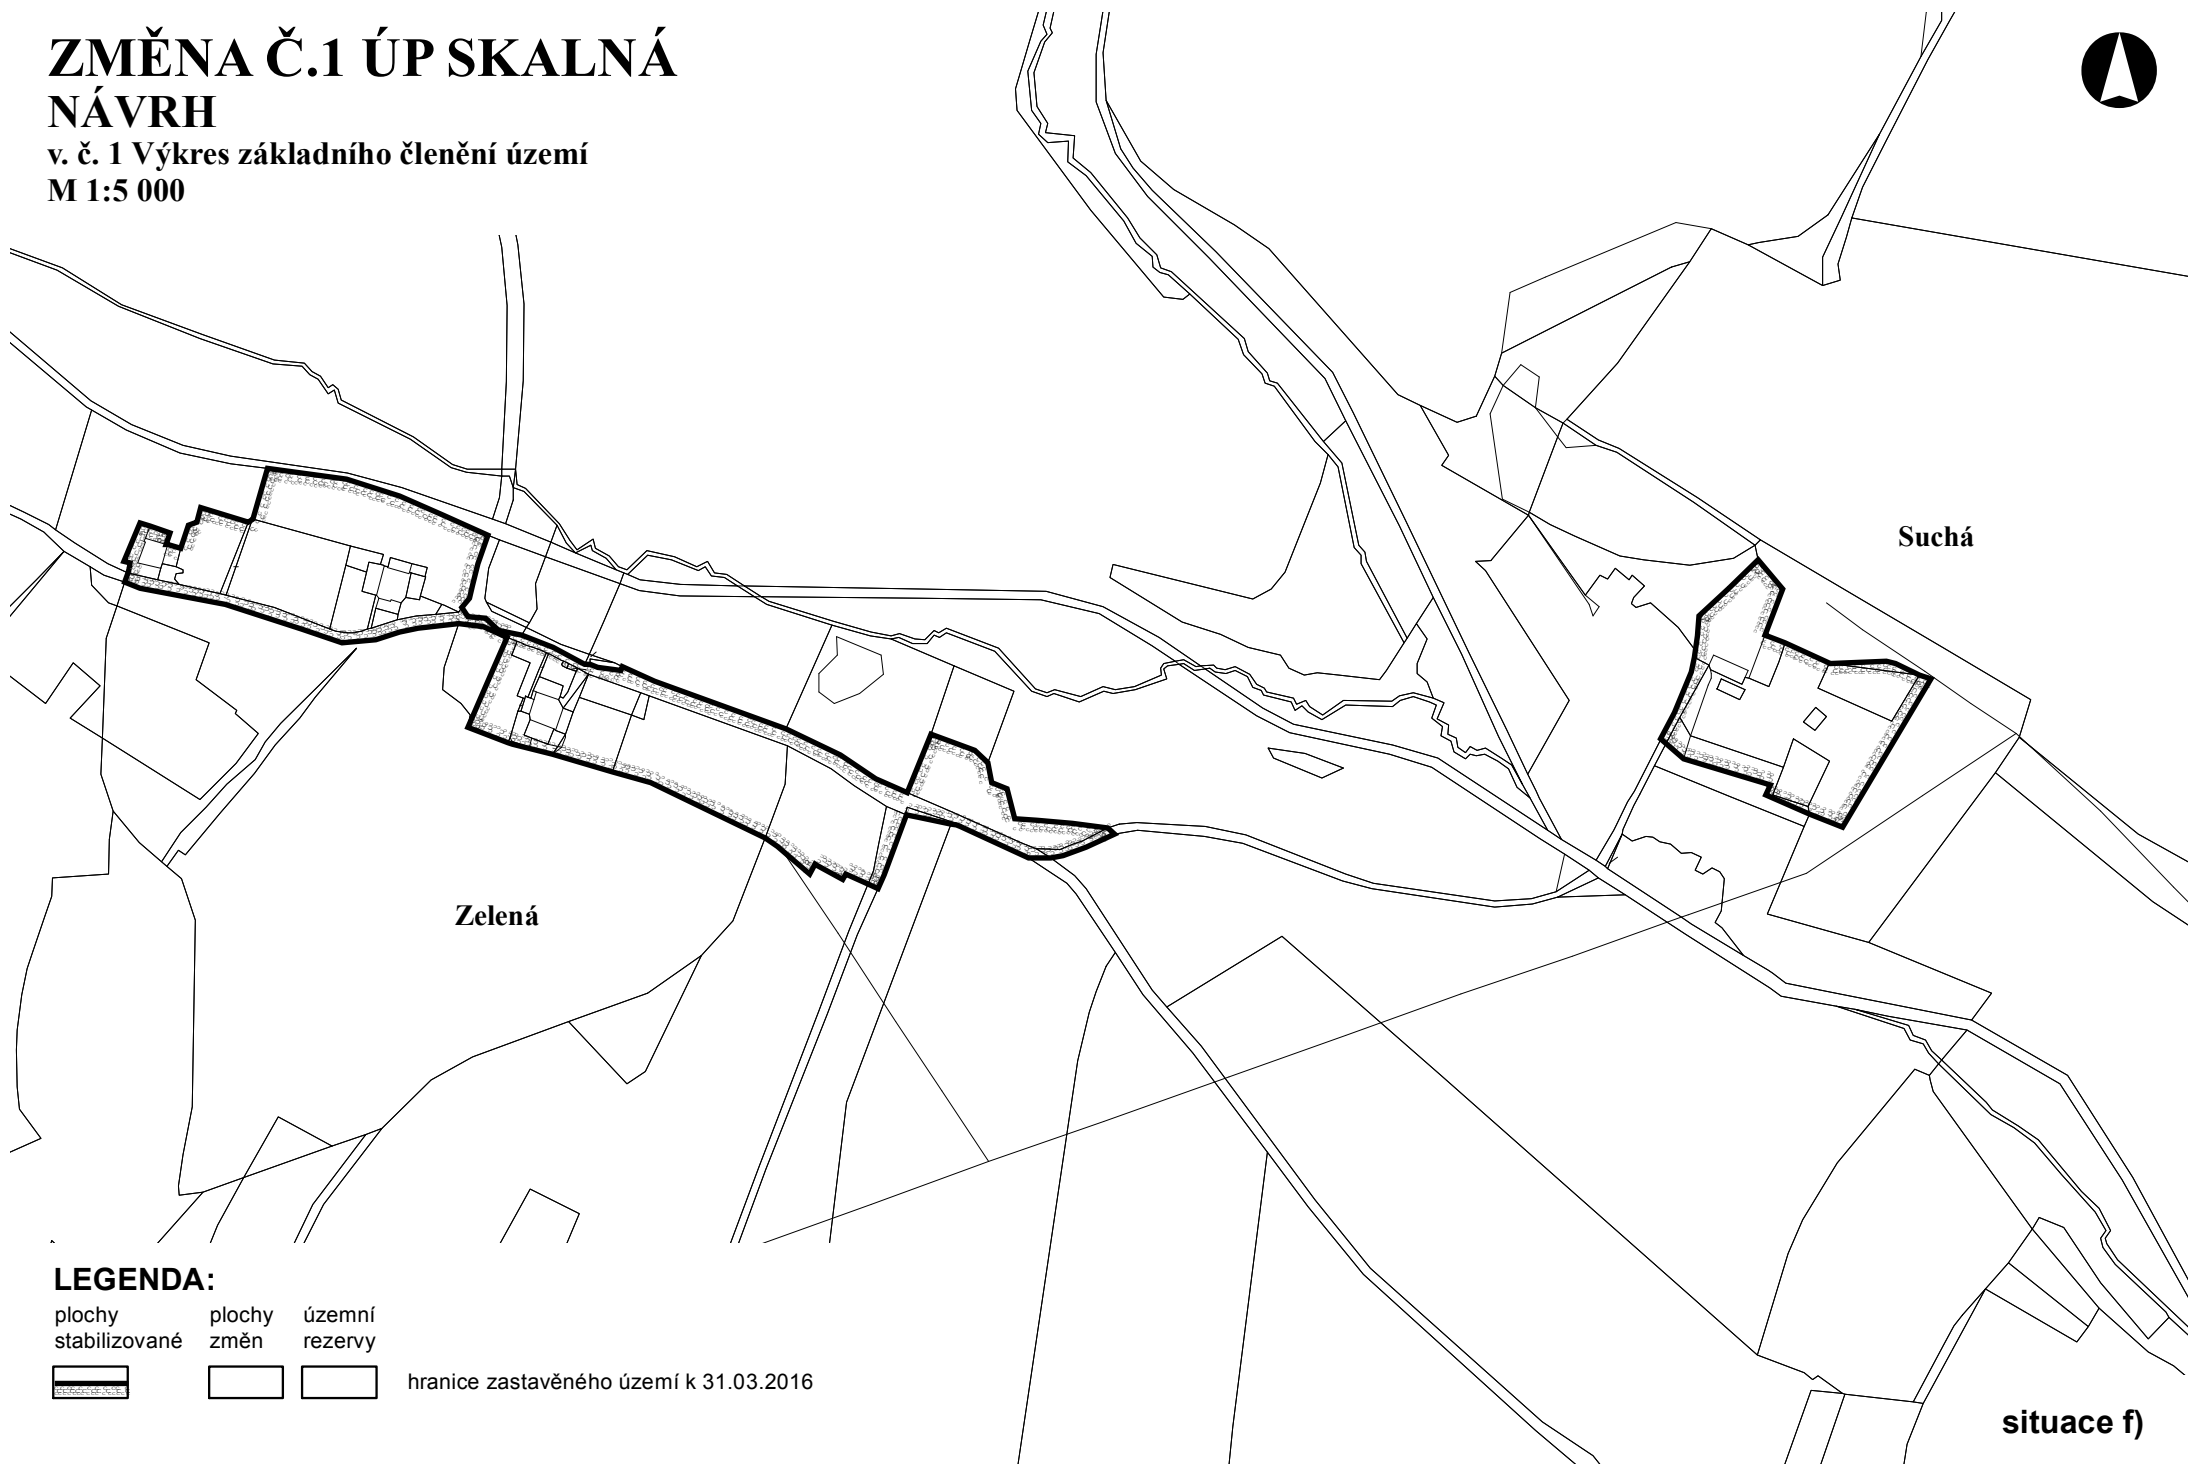 ZMĚNA Č.1 ÚP SKALNÁ
NÁVRH
v. č. 1 Výkres základního členění území
M 1:5 000
Suchá
Zelená
LEGENDA:
plochy stabilizované
plochy změn
územní rezervy
hranice zastavěného území k 31.03.2016
situace f)